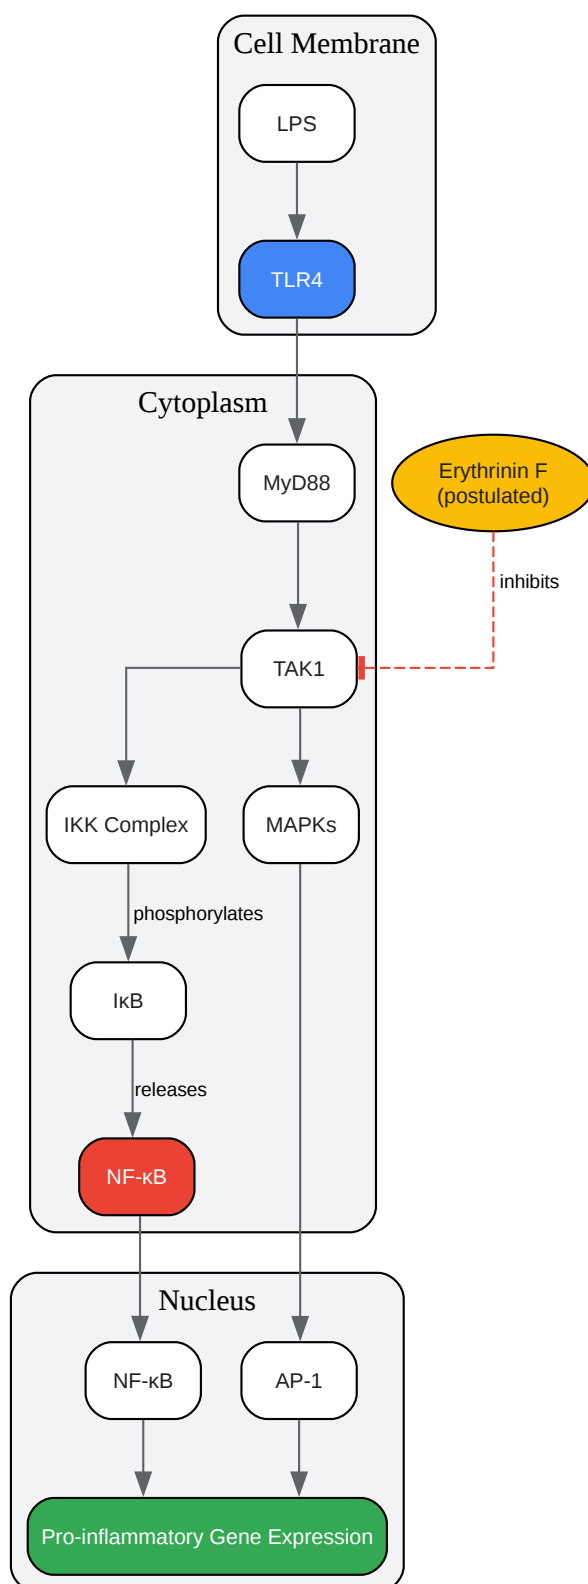 Cell Membrane
LPS
TLR4
Cytoplasm
MyD88
Erythrinin F
(postulated)
inhibits
TAK1
IKK Complex
MAPKs
phosphorylates
IκB
releases
NF-κB
Nucleus
NF-κB
AP-1
Pro-inflammatory Gene Expression